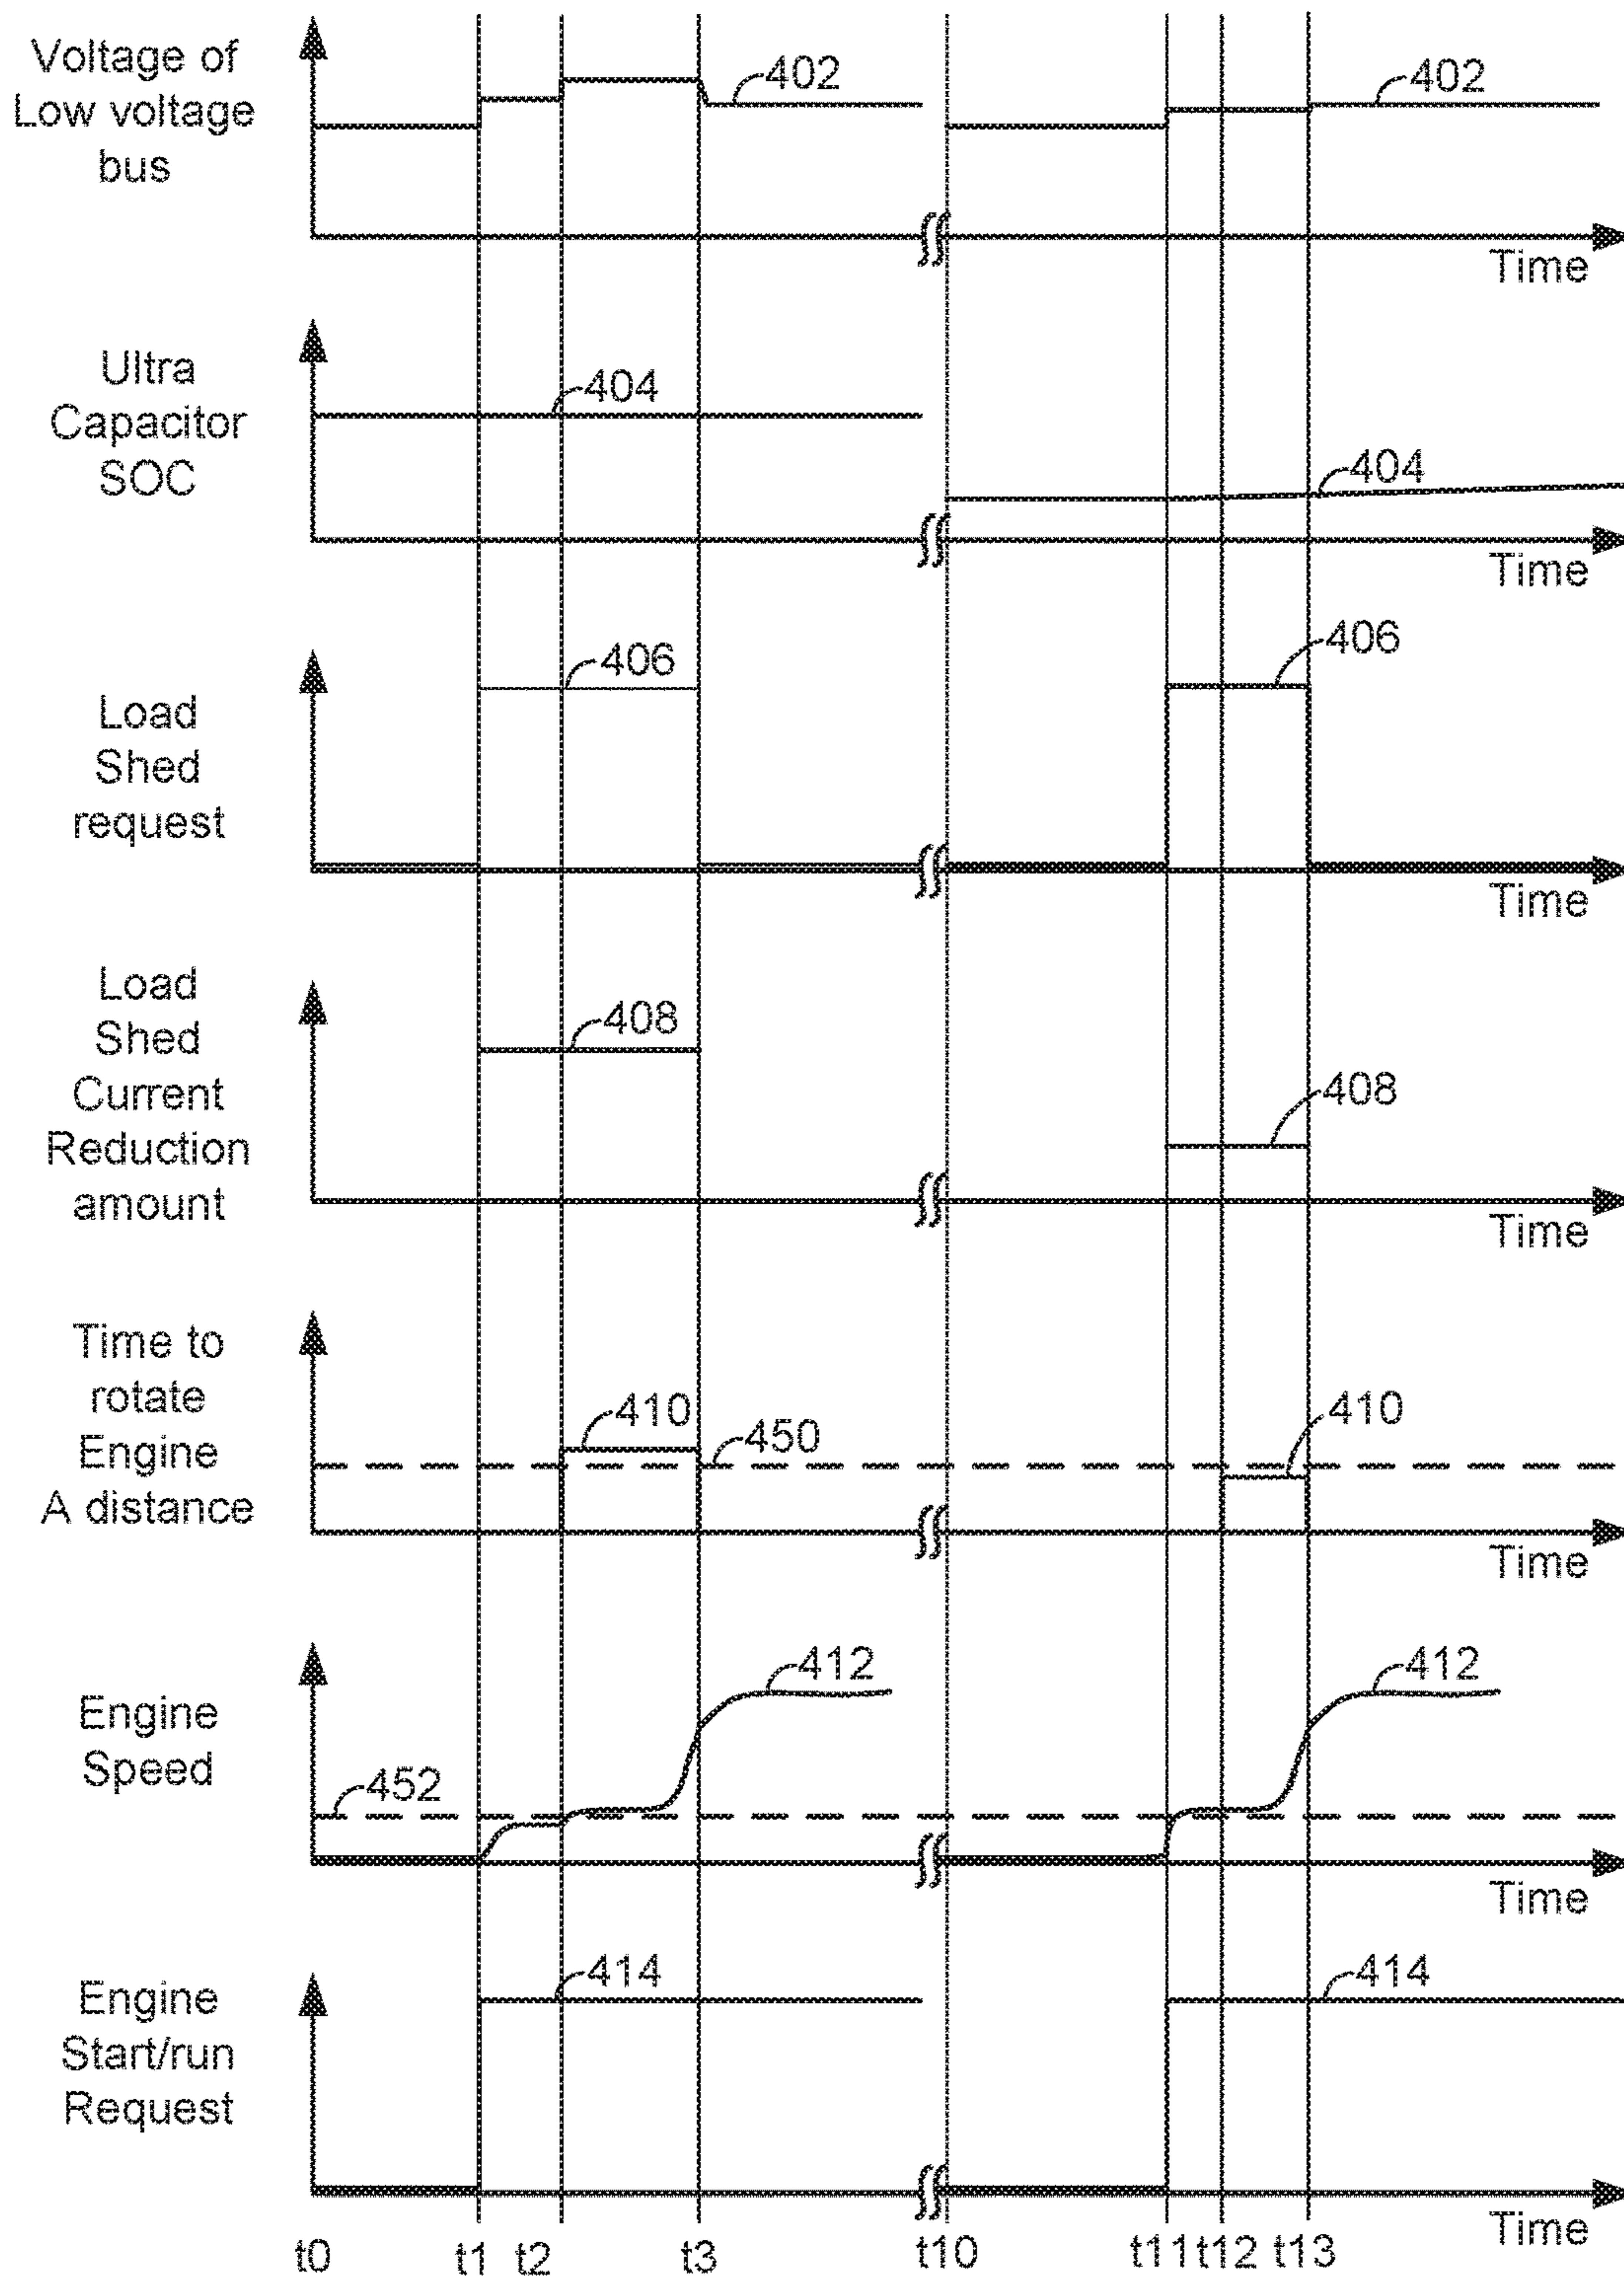 Voltage of
Low voltage
bus
402
402
Time
Ultra
Capacitor
SOC
404
404
Time
Load
Shed
request
406
406
Time
Load
Shed
Current
Reduction
amount
408
408
Time
Time to
rotate
Engine
A distance
410
450
410
Time
Engine
Speed
452
412
412
Time
Engine
Start/run
Request
414
414
Time
t0 t1 t2 t3 t10 t11 t12 t13